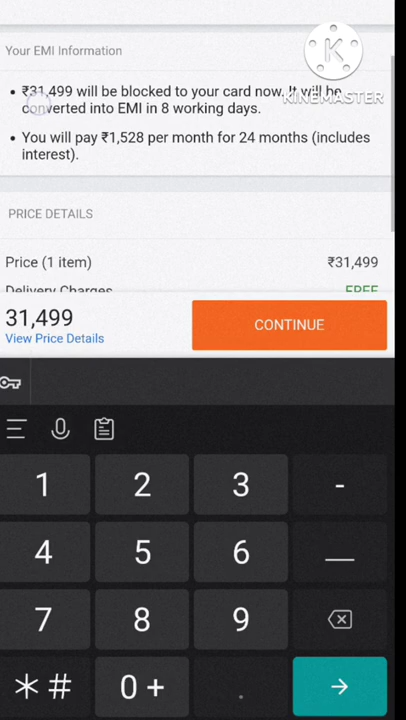 Your EMI Information
• ₹31,499 will be blocked to your card now. It will be
converted into EMI in 8 working days.
KINEMASTER
• You will pay ₹1,528 per month for 24 months (includes
interest).
PRICE DETAILS
Price (1 item) ₹31,499
Delivery Charges FREE
31,499
View Price Details
CONTINUE
1 2 3 -
4 5 6
7 8 9
* # 0 + .